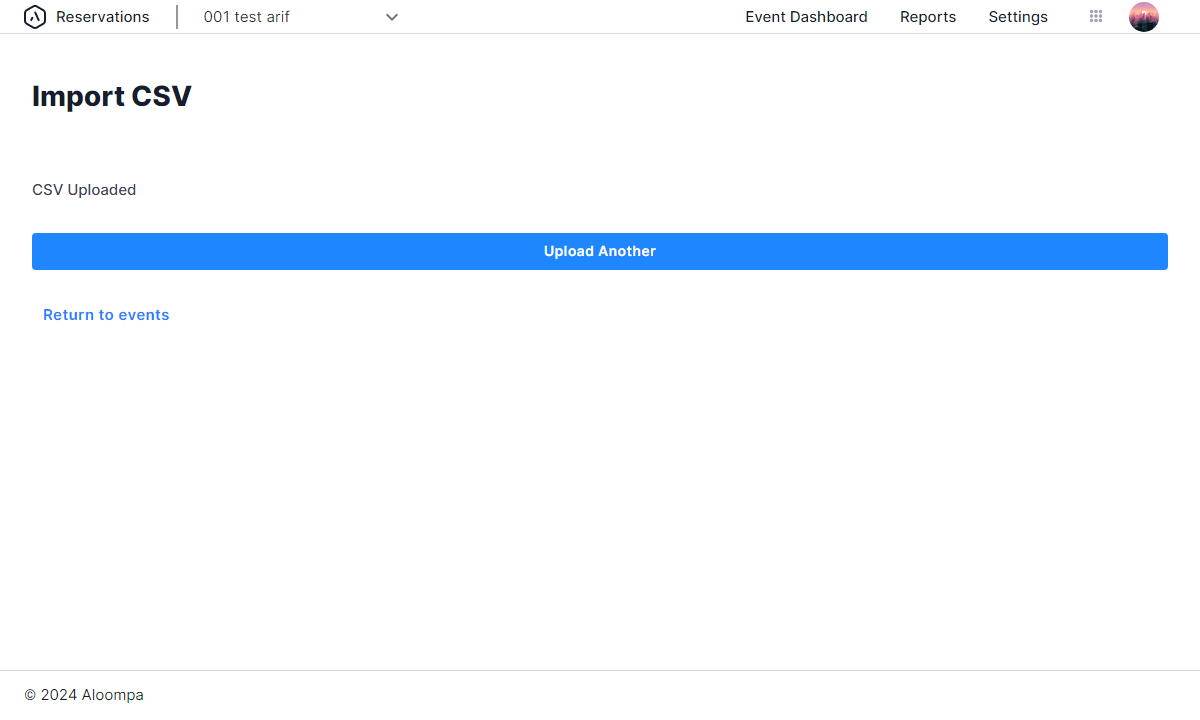 Reservations
001 test arif
Event Dashboard
Reports
Settings
Import CSV
CSV Uploaded
Upload Another
Return to events
© 2024 Aloompa